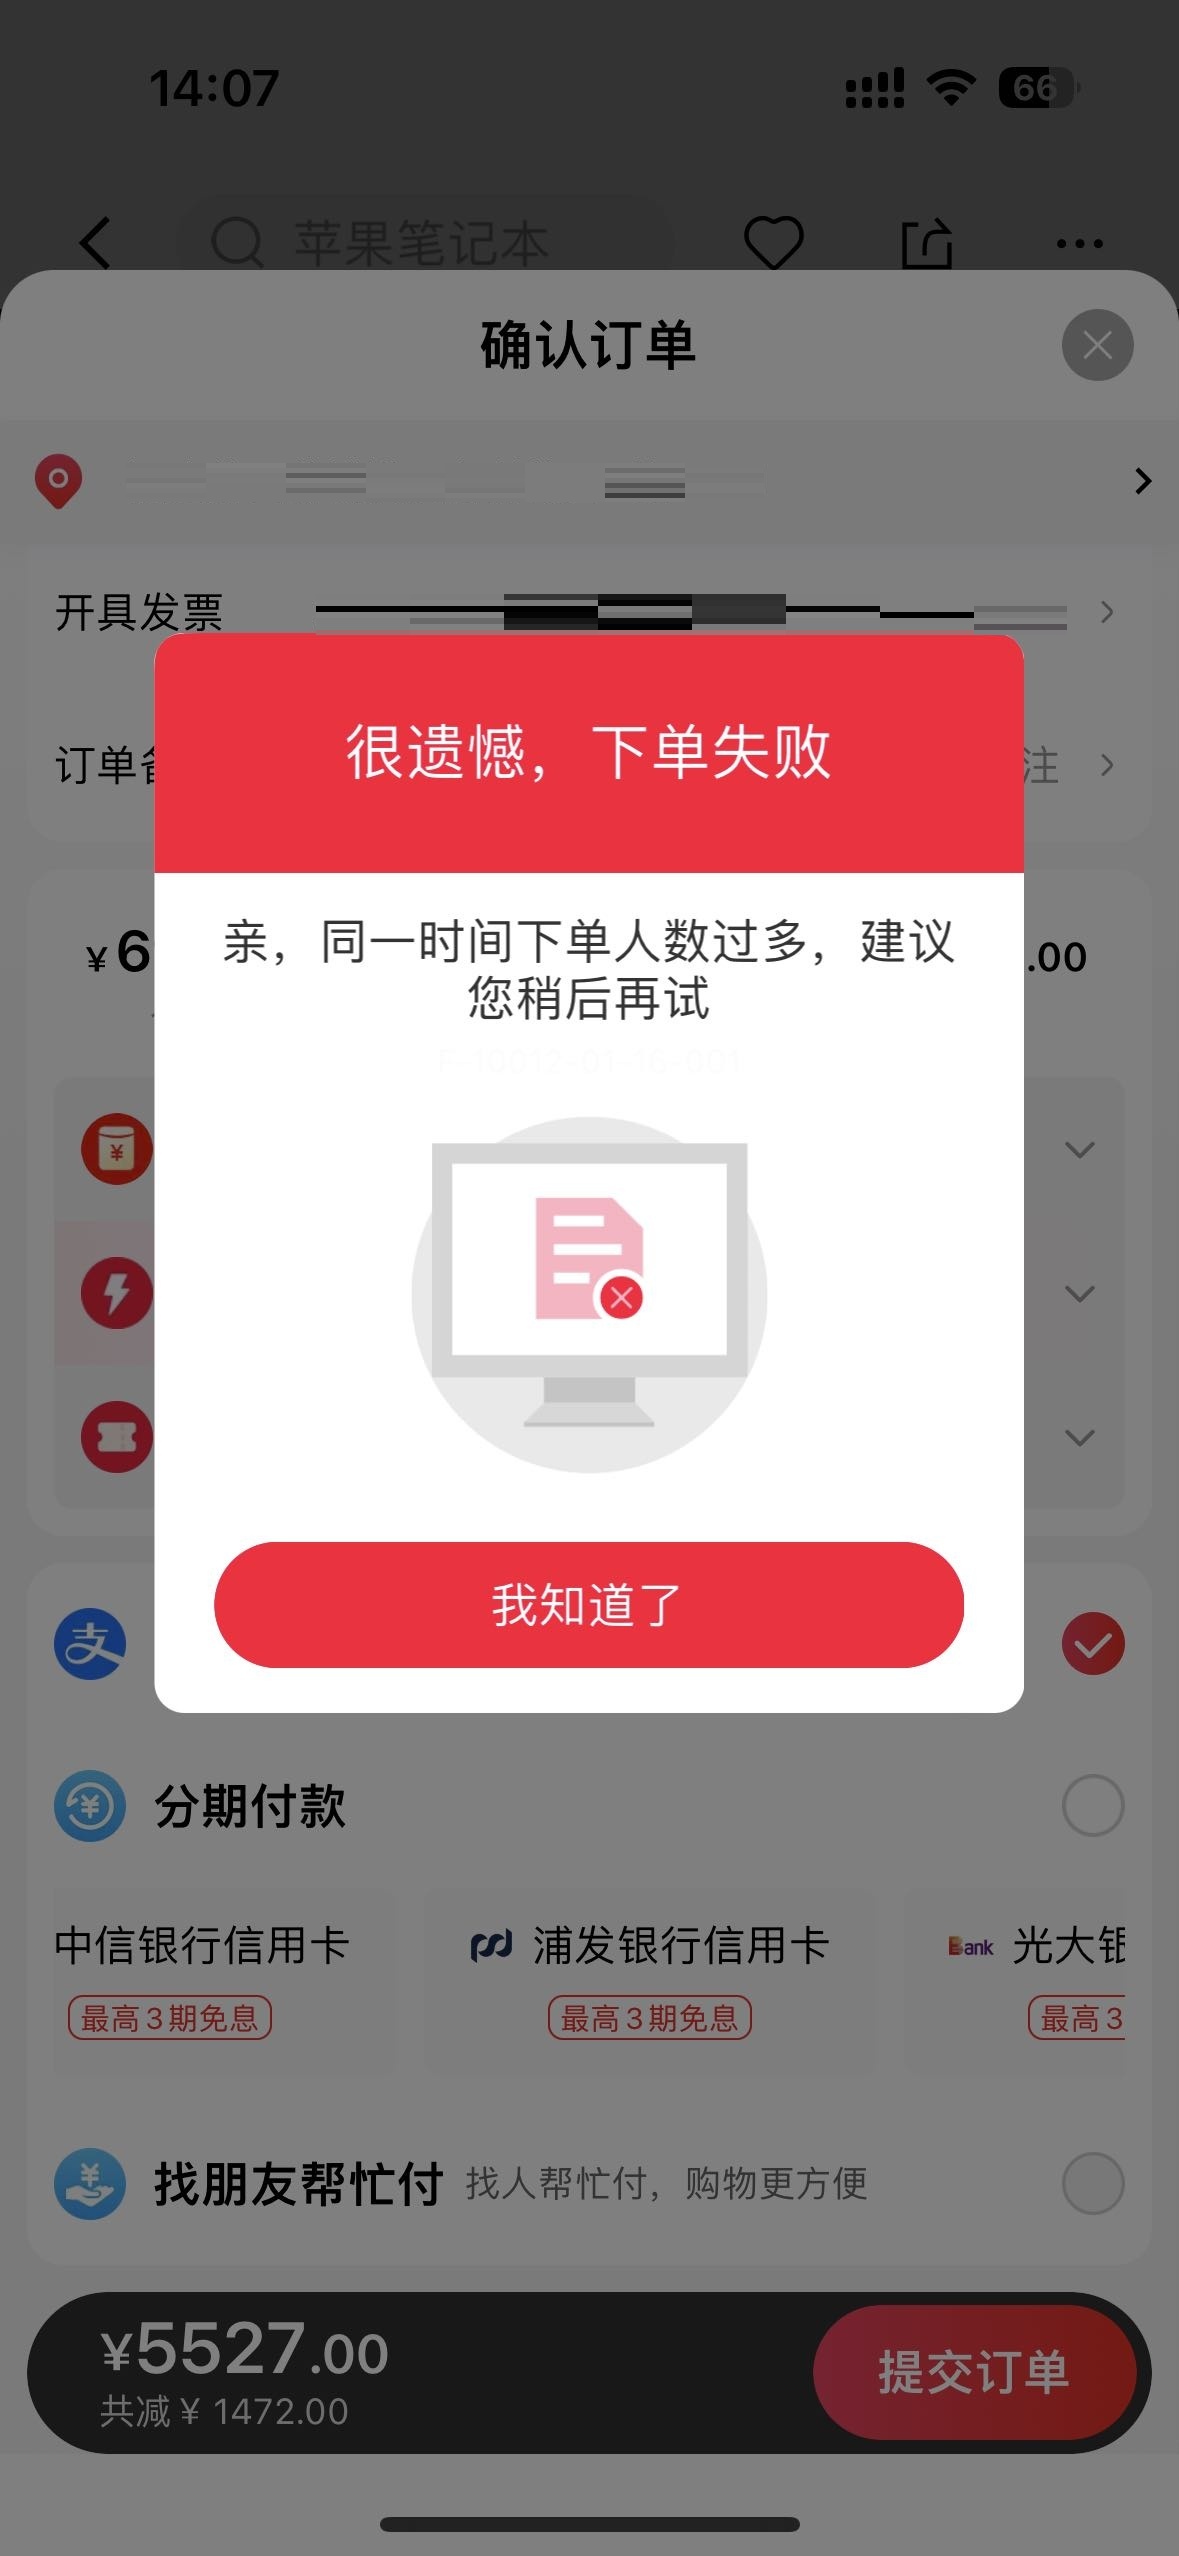 14:07
66
苹果笔记本
确认订单
开具发票
很遗憾，下单失败
订单
注
亲，同一时间下单人数过多，建议
您稍后再试
¥6
.00
F-10012-01-16-001
我知道了
分期付款
中信银行信用卡
浦发银行信用卡
Bank 光大银
最高3期免息
最高3期免息
最高3
找朋友帮忙付 找人帮忙付，购物更方便
¥5527.00
共减¥ 1472.00
提交订单